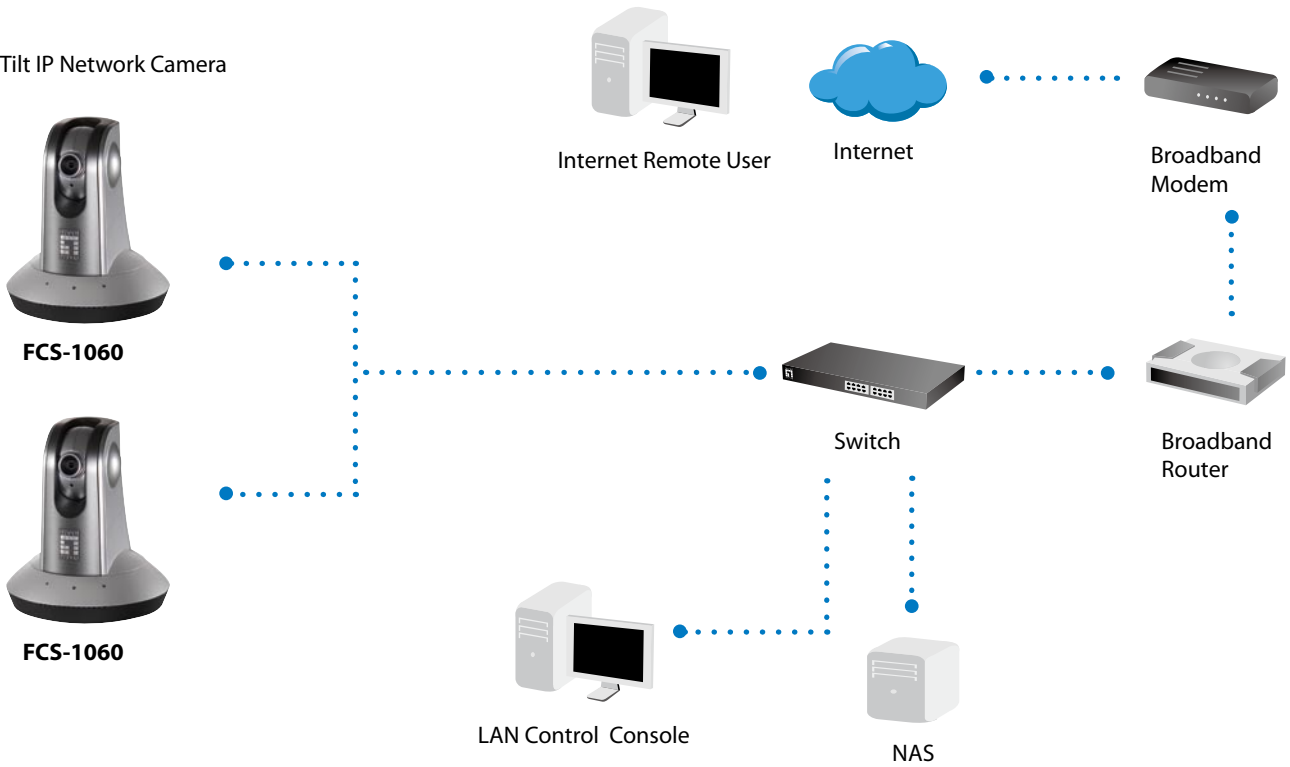 Tilt IP Network Camera
Internet Remote User
Internet
Broadband
Modem
FCS-1060
Switch
Broadband
Router
FCS-1060
LAN Control Console
NAS